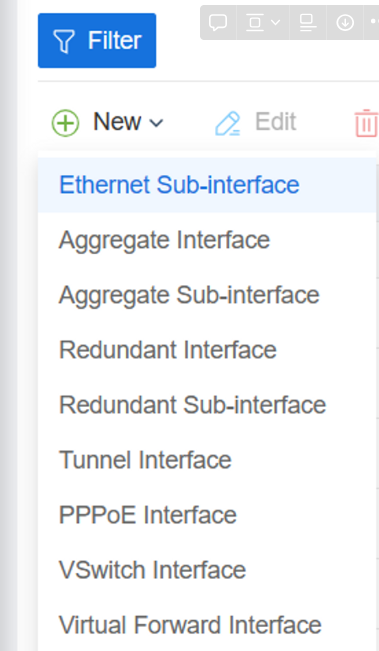 Filter
New Edit
Ethernet Sub-interface
Aggregate Interface
Aggregate Sub-interface
Redundant Interface
Redundant Sub-interface
Tunnel Interface
PPPoE Interface
VSwitch Interface
Virtual Forward Interface